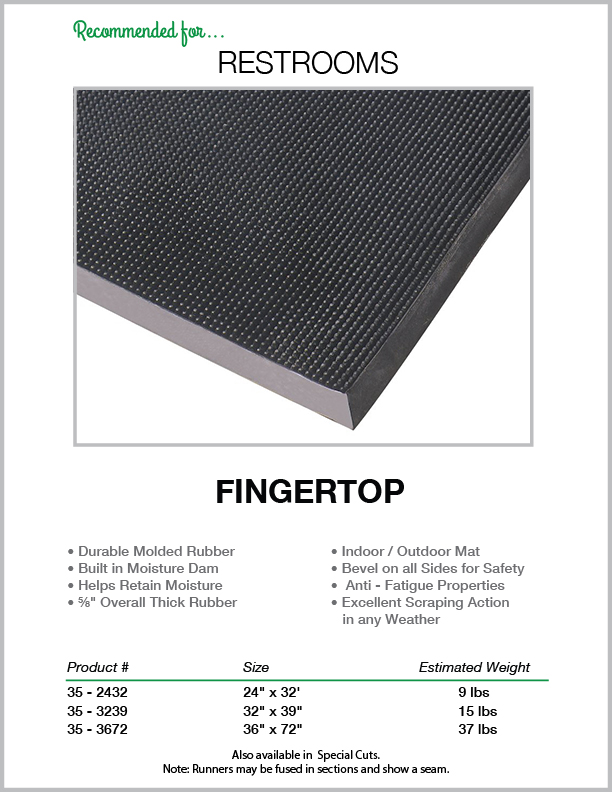 Recommended for...
RESTROOMS
FINGERTOP
• Durable Molded Rubber
• Built in Moisture Dam
• Helps Retain Moisture
• ⅝" Overall Thick Rubber
• Indoor / Outdoor Mat
• Bevel on all Sides for Safety
• Anti - Fatigue Properties
• Excellent Scraping Action
in any Weather
Product # Size Estimated Weight
35 - 2432 24" x 32' 9 lbs
35 - 3239 32" x 39" 15 lbs
35 - 3672 36" x 72" 37 lbs
Also available in Special Cuts.
Note: Runners may be fused in sections and show a seam.